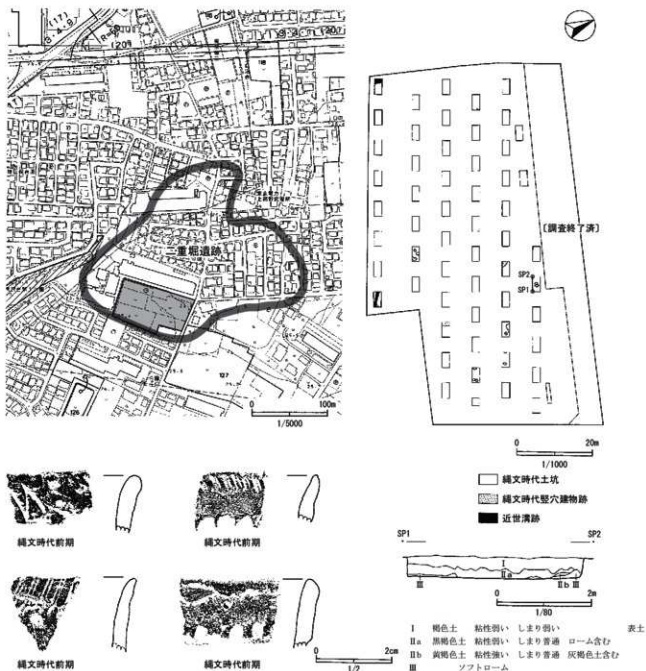 二重堀遺跡
0 100m
1/5000
〔調査終了済〕
SP2
SP1
0 20m
1/1000
縄文時代土坑
縄文時代竪穴建物跡
近世溝跡
縄文時代前期
縄文時代前期
縄文時代前期
縄文時代前期
0 2cm
1/2
SP1 SP2
Ⅰ
Ⅱa
Ⅲ Ⅱb Ⅲ
0 2m
1/80
Ⅰ 褐色土 粘性弱い しまり弱い 表土
Ⅱa 黒褐色土 粘性弱い しまり普通 ローム含む
Ⅱb 黄褐色土 粘性強い しまり普通 灰褐色土含む
Ⅲ ソフトローム